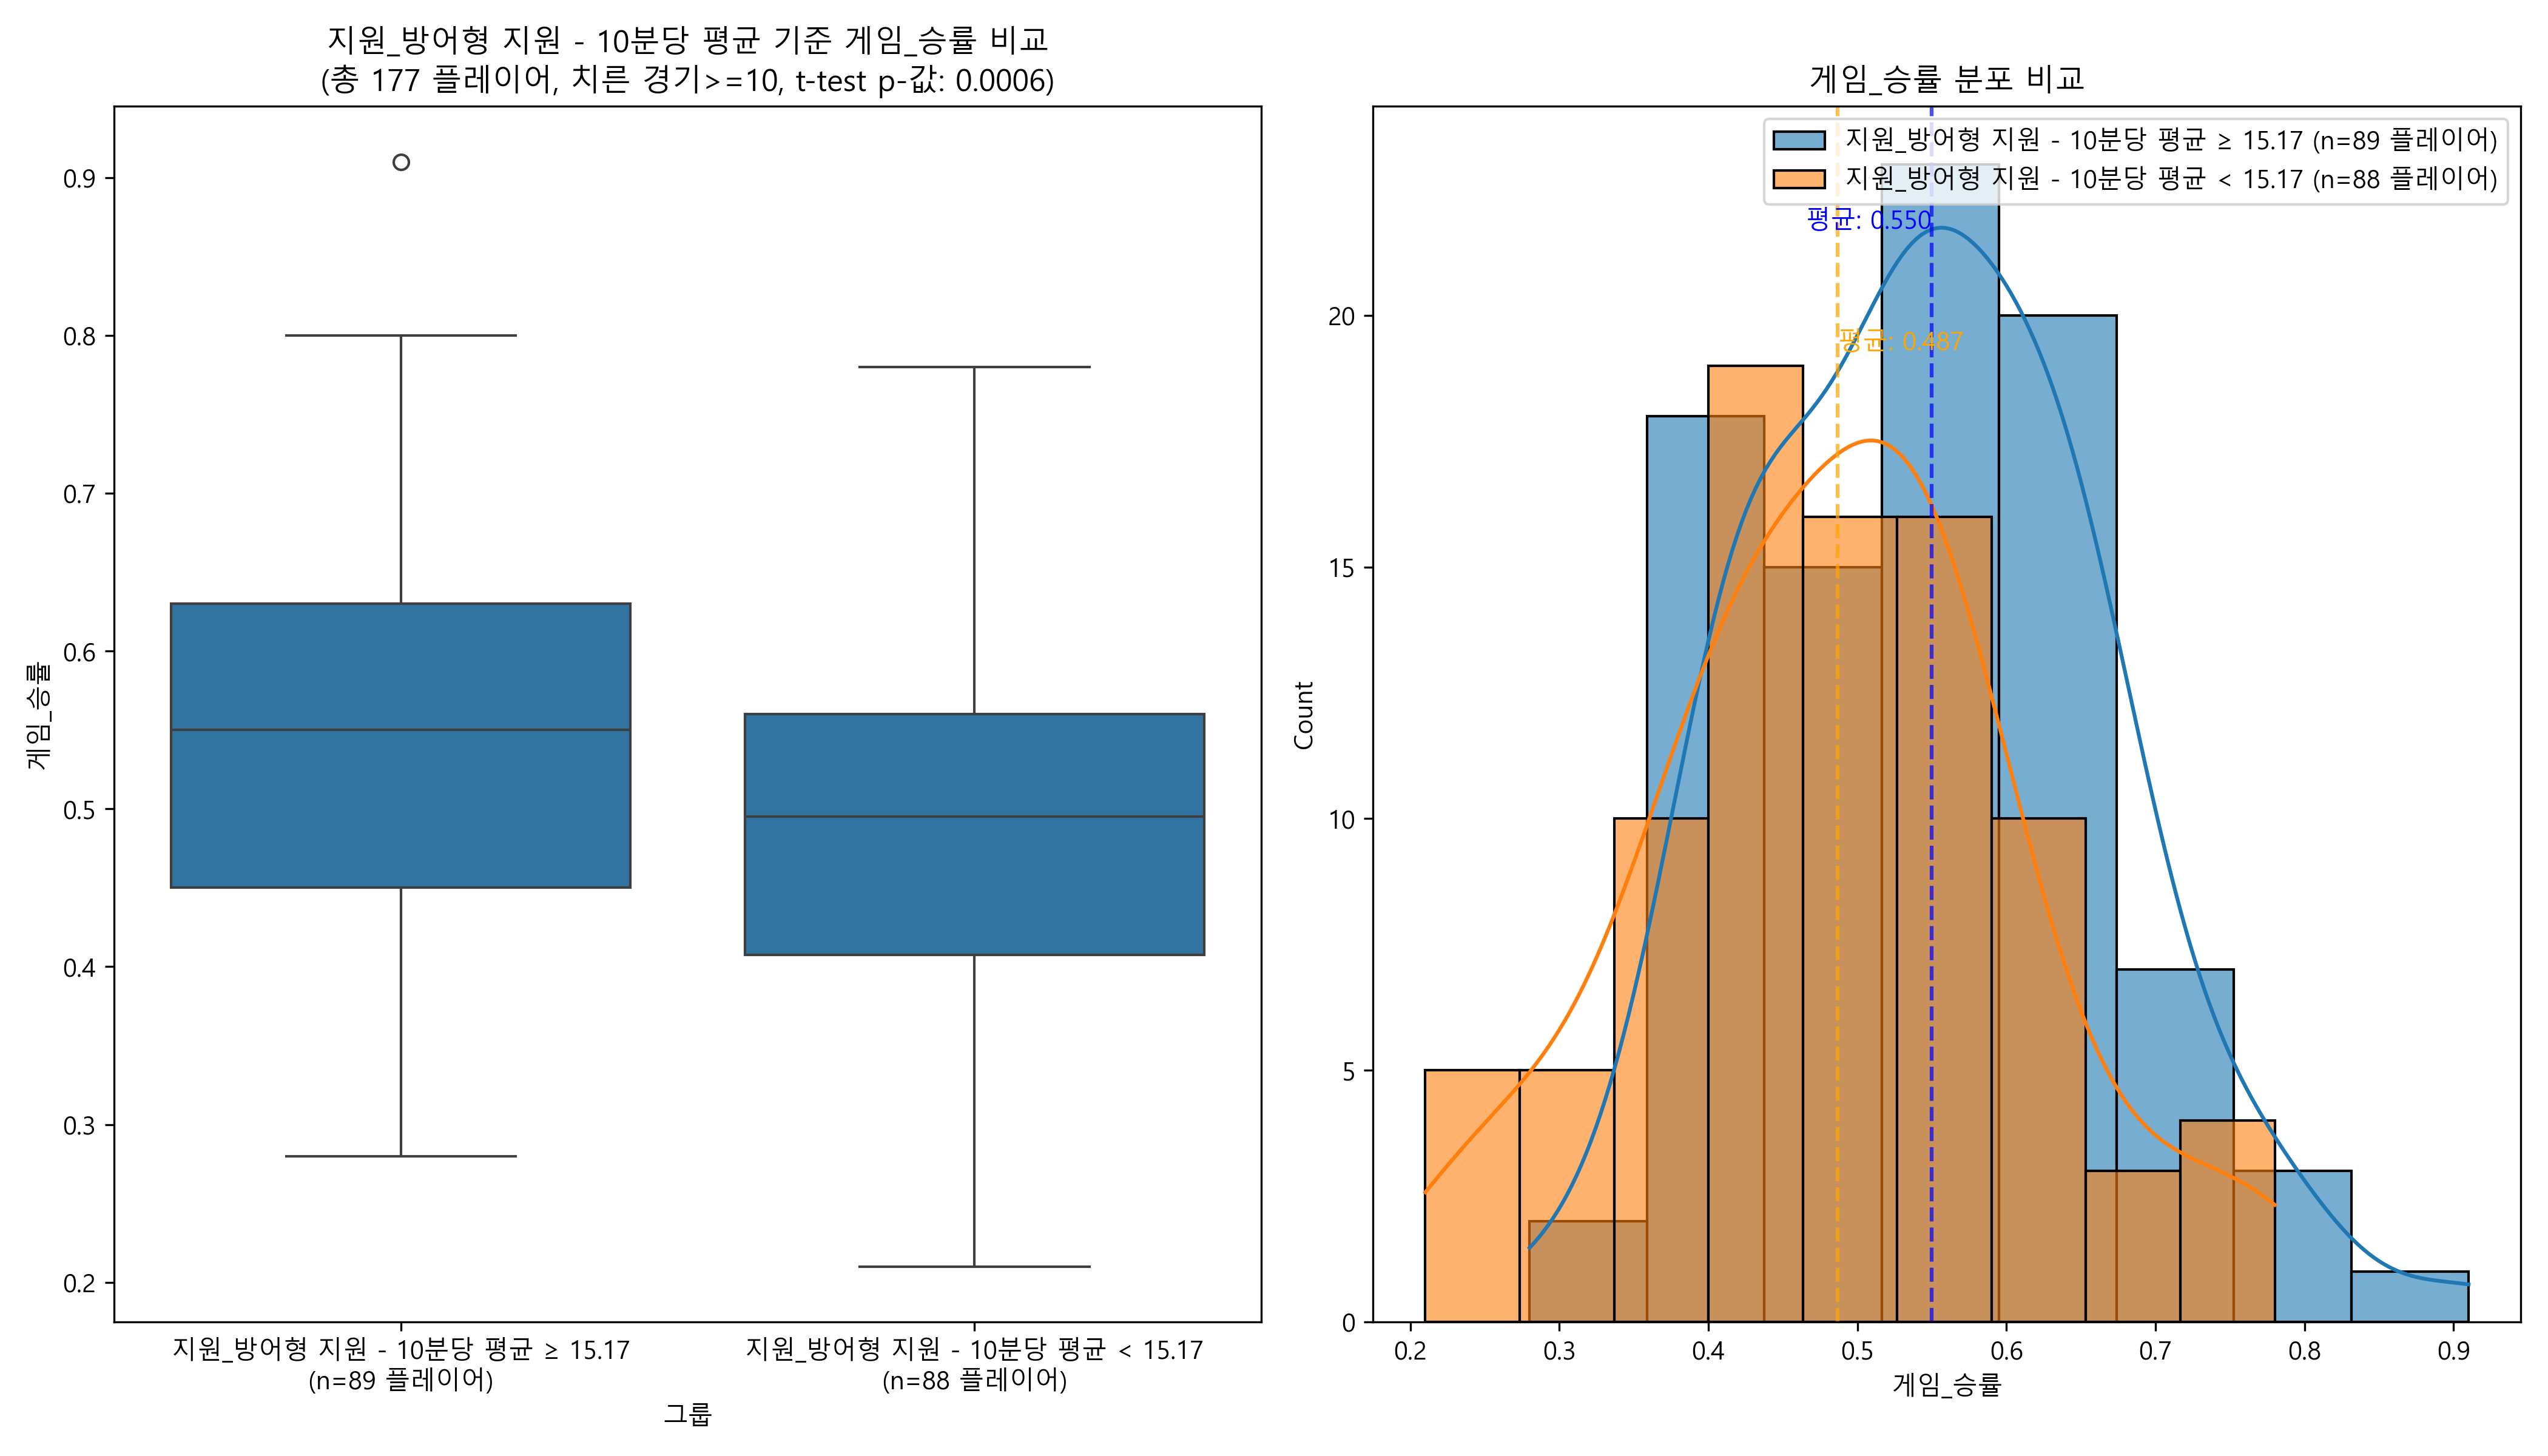 지원_방어형 지원 - 10분당 평균 기준 게임_승률 비교
(총 177 플레이어, 치른 경기>=10, t-test p-값: 0.0006)
0.9
0.8
0.7
0.6
0.5
0.4
0.3
0.2
게임_승률
지원_방어형 지원 - 10분당 평균 ≥ 15.17
(n=89 플레이어)
지원_방어형 지원 - 10분당 평균 < 15.17
(n=88 플레이어)
그룹
게임_승률 분포 비교
지원_방어형 지원 - 10분당 평균 ≥ 15.17 (n=89 플레이어)
지원_방어형 지원 - 10분당 평균 < 15.17 (n=88 플레이어)
평균: 0.550
평균: 0.487
20
15
10
5
0
Count
0.2
0.3
0.4
0.5
0.6
0.7
0.8
0.9
게임_승률